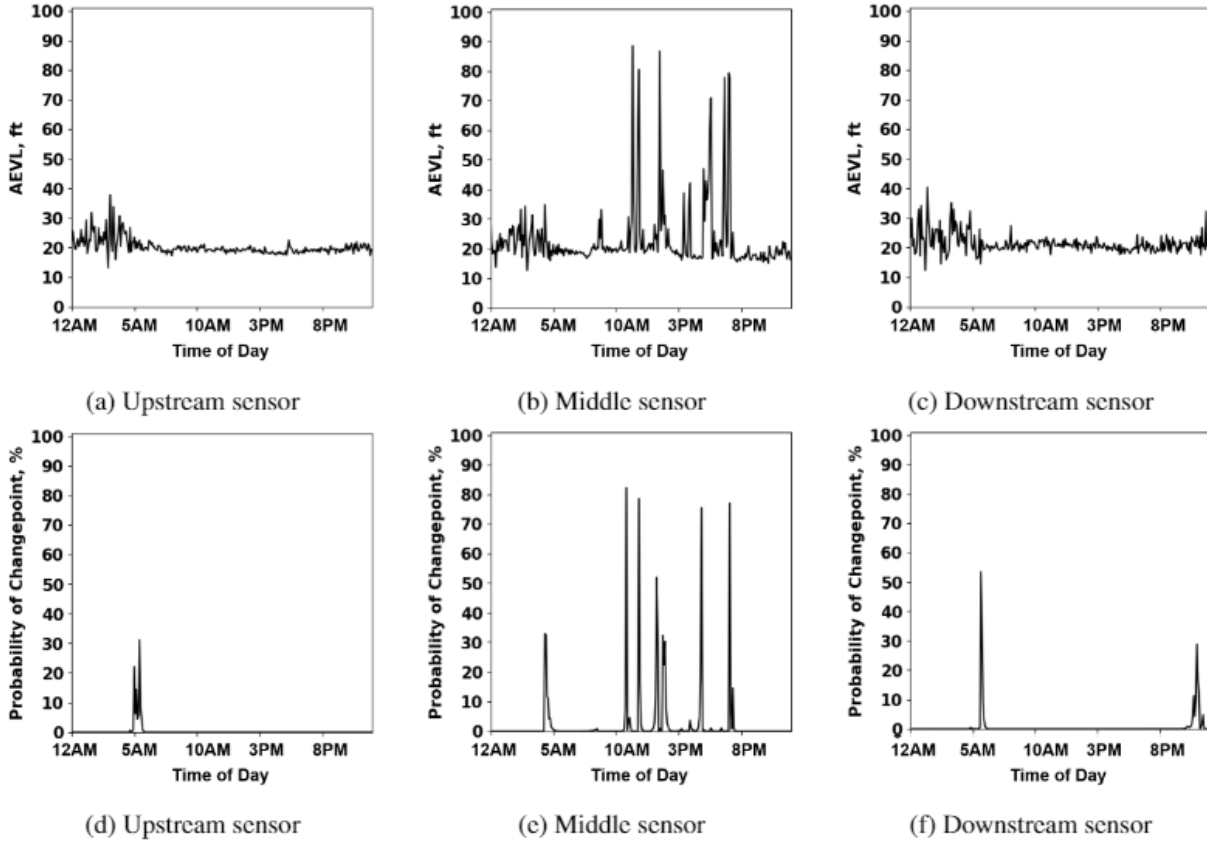 100
90
80
70
60
50
40
30
20
10
0
AEVL, ft
12AM 5AM 10AM 3PM 8PM
Time of Day
(a) Upstream sensor
100
90
80
70
60
50
40
30
20
10
0
AEVL, ft
12AM 5AM 10AM 3PM 8PM
Time of Day
(b) Middle sensor
100
90
80
70
60
50
40
30
20
10
0
AEVL, ft
12AM 5AM 10AM 3PM 8PM
Time of Day
(c) Downstream sensor
100
90
80
70
60
50
40
30
20
10
0
Probability of Changepoint, %
12AM 5AM 10AM 3PM 8PM
Time of Day
(d) Upstream sensor
100
90
80
70
60
50
40
30
20
10
0
Probability of Changepoint, %
12AM 5AM 10AM 3PM 8PM
Time of Day
(e) Middle sensor
100
90
80
70
60
50
40
30
20
10
0
Probability of Changepoint, %
12AM 5AM 10AM 3PM 8PM
Time of Day
(f) Downstream sensor